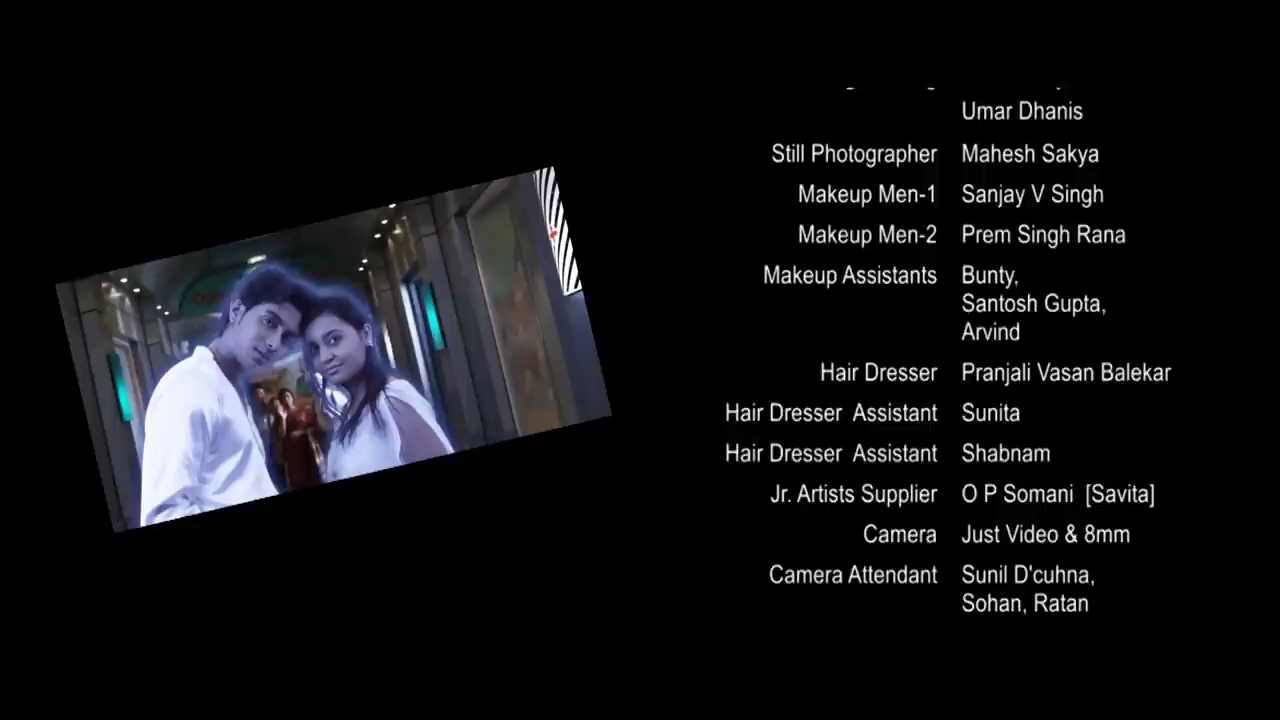 Umar Dhanis
Still Photographer Mahesh Sakya
Makeup Men-1 Sanjay V Singh
Makeup Men-2 Prem Singh Rana
Makeup Assistants Bunty,
Santosh Gupta,
Arvind
Hair Dresser Pranjali Vasan Balekar
Hair Dresser Assistant Sunita
Hair Dresser Assistant Shabnam
Jr. Artists Supplier O P Somani [Savita]
Camera Just Video & 8mm
Camera Attendant Sunil D'cuhna,
Sohan, Ratan